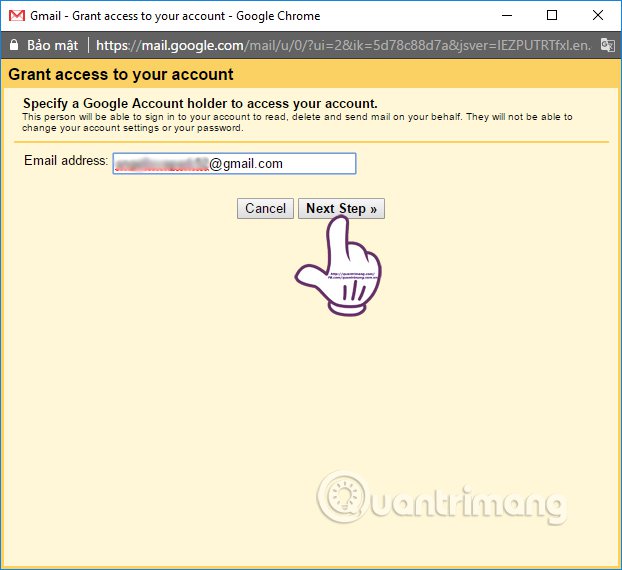 Gmail - Grant access to your account - Google Chrome
Bảo mật https://mail.google.com/mail/u/0/?ui=2&ik=5d78c88d7a&jsver=IEZPUTRTfxI.en.
Grant access to your account
Specify a Google Account holder to access your account.
This person will be able to sign in to your account to read, delete and send mail on your behalf. They will not be able to
change your account settings or your password.
Email address: @gmail.com
Cancel Next Step »
http://quantrimang.com/
Quantrimang